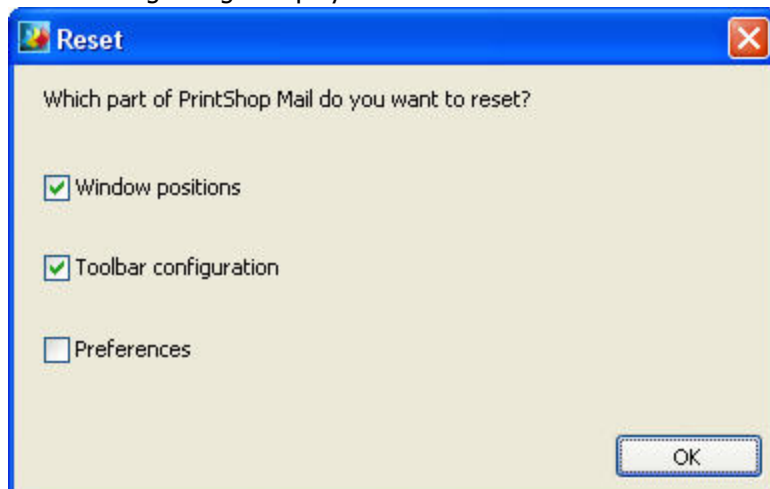 Reset
Which part of PrintShop Mail do you want to reset?
Window positions
Toolbar configuration
Preferences
OK